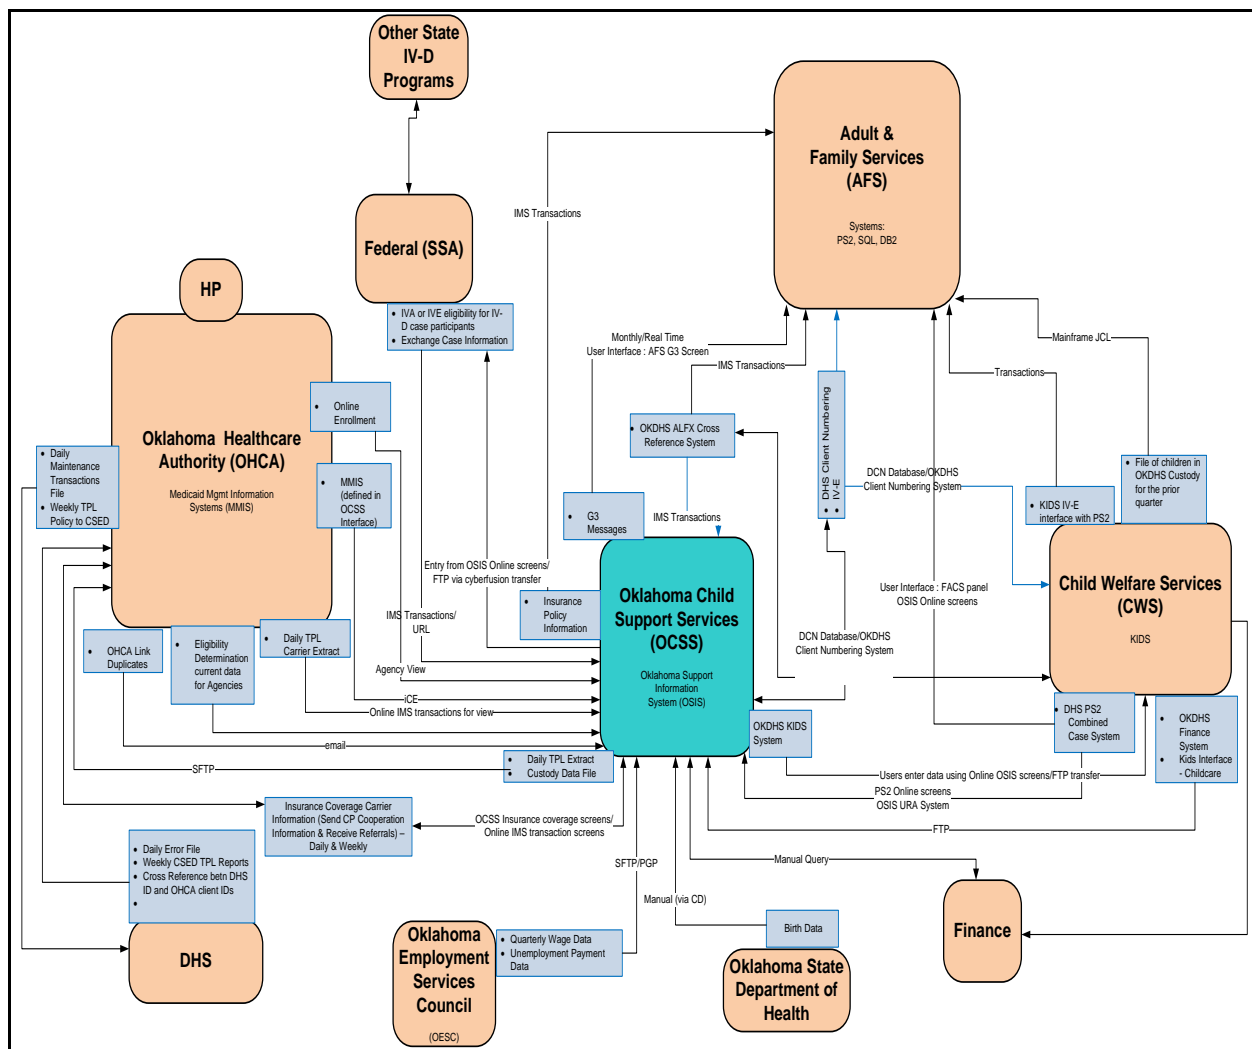 Other State
IV-D
Programs
Adult &
Family Services
(AFS)
Systems:
PS2, SQL, DB2
IMS Transactions
Federal (SSA)
HP
• IVA or IVE eligibility for IV-
D case participants
• Exchange Case Information
Monthly/Real Time
User Interface : AFS G3 Screen
IMS Transactions
Mainframe JCL
Transactions
• Online
Enrollment
Oklahoma Healthcare
Authority (OHCA)
Medicaid Mgmt Information
Systems (MMIS)
• Daily
Maintenance
Transactions
File
• Weekly TPL
Policy to CSED
• MMIS
(defined in
OCSS
Interface)
• OKDHS ALFX Cross
Reference System
• DHS Client Numbering
• IV-E
DCN Database/OKDHS
Client Numbering System
• File of children in
OKDHS Custody
for the prior
quarter
• KIDS IV-E
interface with PS2
• G3
Messages
IMS Transactions
Entry from OSIS Online screens/
FTP via cyberfusion transfer
• Insurance
Policy
Information
Oklahoma Child
Support Services
(OCSS)
Oklahoma Support
Information
System (OSIS)
User Interface : FACS panel
OSIS Online screens
Child Welfare Services
(CWS)
KIDS
IMS Transactions/
URL
DCN Database/OKDHS
Client Numbering System
• OHCA Link
Duplicates
• Eligibility
Determination
current data
for Agencies
• Daily TPL
Carrier Extract
Agency View
iCE
Online IMS transactions for view
email
SFTP
• Daily TPL Extract
• Custody Data File
OKDHS KIDS
System
• DHS PS2
Combined
Case System
• OKDHS
Finance
System
• Kids Interface
- Childcare
Users enter data using Online OSIS screens/FTP transfer
PS2 Online screens
OSIS URA System
FTP
Insurance Coverage Carrier
Information (Send CP Cooperation
Information & Receive Referrals) –
Daily & Weekly
OCSS Insurance coverage screens/
Online IMS transaction screens
• Daily Error File
• Weekly CSED TPL Reports
• Cross Reference betn DHS
ID and OHCA client IDs
•
SFTP/PGP
Manual Query
Manual (via CD)
DHS
Oklahoma
Employment
Services
Council
(OESC)
• Quarterly Wage Data
• Unemployment Payment
Data
Birth Data
Oklahoma State
Department of
Health
Finance